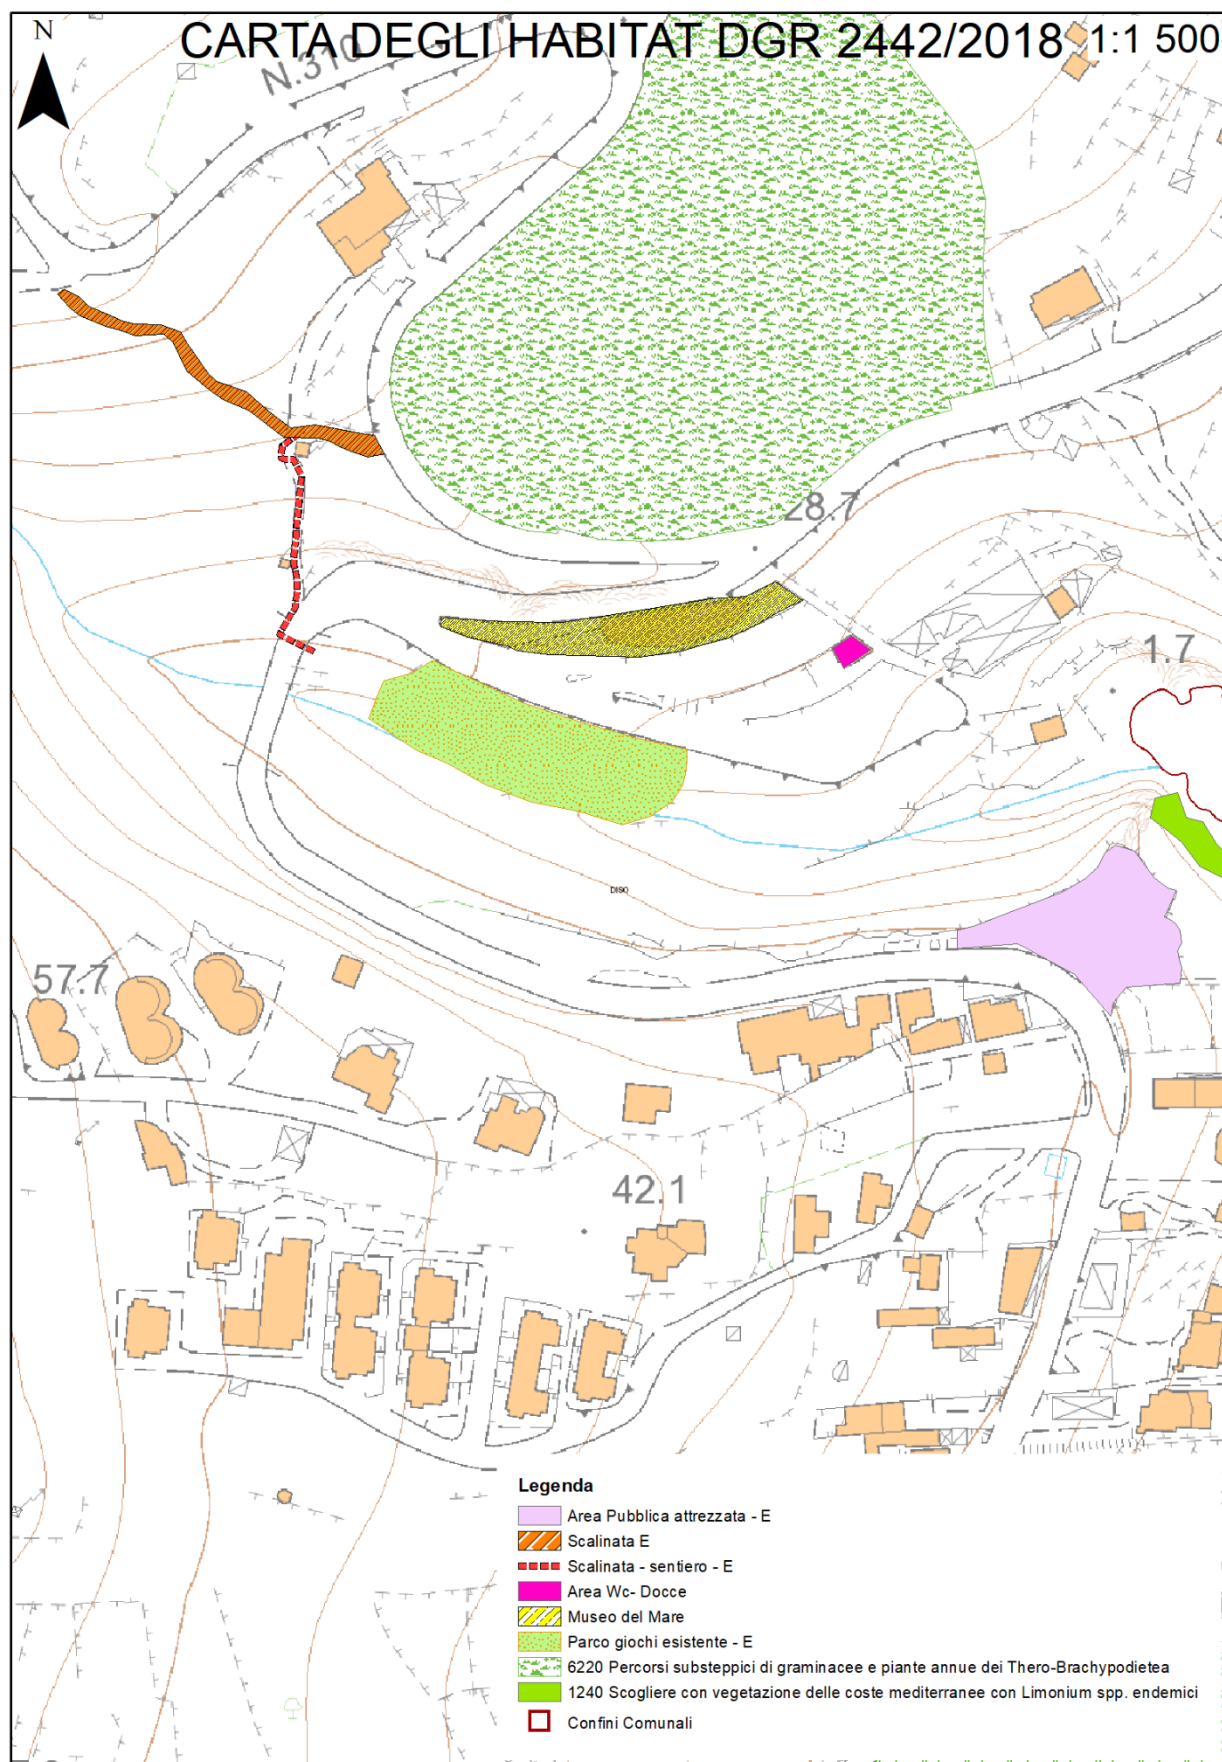 N
CARTA DEGLI HABITAT DGR 2442/2018 1:1 500
N.310
28.7
1.7
DISO
57.7
42.1
Legenda
Area Pubblica attrezzata - E
Scalinata E
Scalinata - sentiero - E
Area Wc- Docce
Museo del Mare
Parco giochi esistente - E
6220 Percorsi substeppici di graminacee e piante annue dei Thero-Brachypodietea
1240 Scogliere con vegetazione delle coste mediterranee con Limonium spp. endemici
Confini Comunali